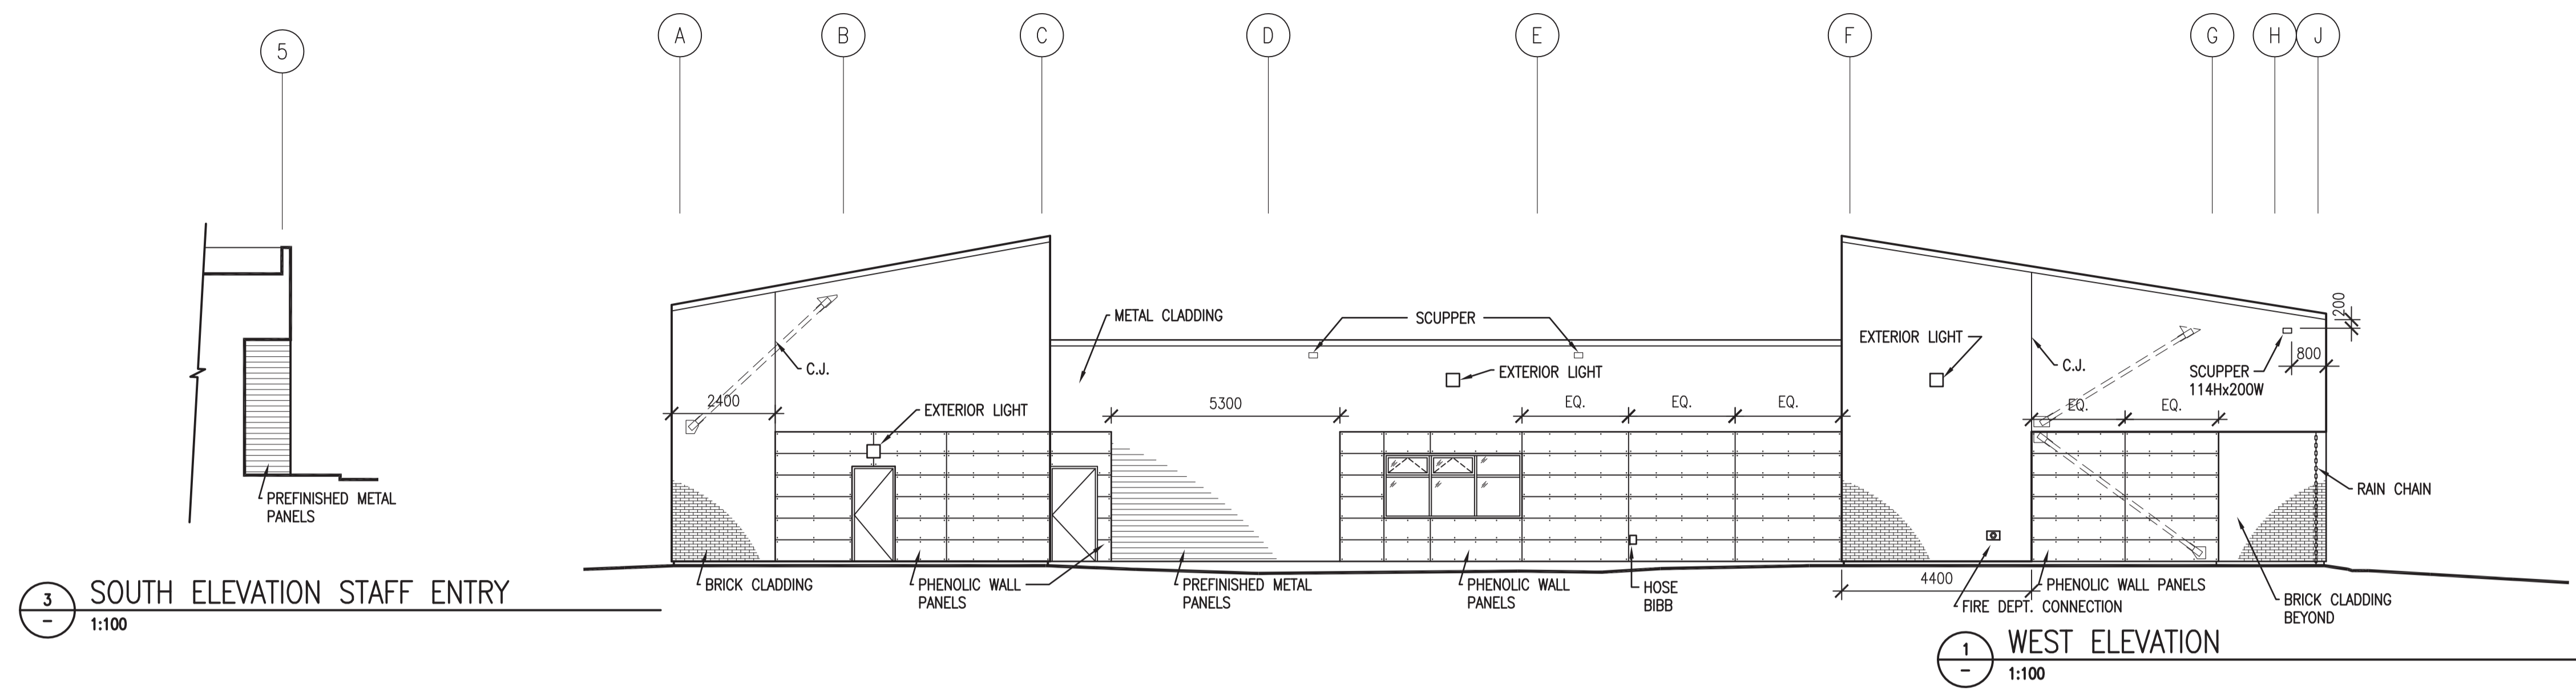 5
A
B
C
D
E
F
G
H
J
METAL CLADDING
SCUPPER
C.J.
EXTERIOR LIGHT
EXTERIOR LIGHT
C.J.
200
800
SCUPPER
114Hx200W
2400
EXTERIOR LIGHT
5300
EQ.
EQ.
EQ.
EQ.
EQ.
RAIN CHAIN
PREFINISHED METAL
PANELS
BRICK CLADDING
PHENOLIC WALL
PANELS
PREFINISHED METAL
PANELS
PHENOLIC WALL
PANELS
HOSE
BIBB
4400
PHENOLIC WALL PANELS
FIRE DEPT. CONNECTION
BRICK CLADDING
BEYOND
3
–
SOUTH ELEVATION STAFF ENTRY
1:100
1
–
WEST ELEVATION
1:100